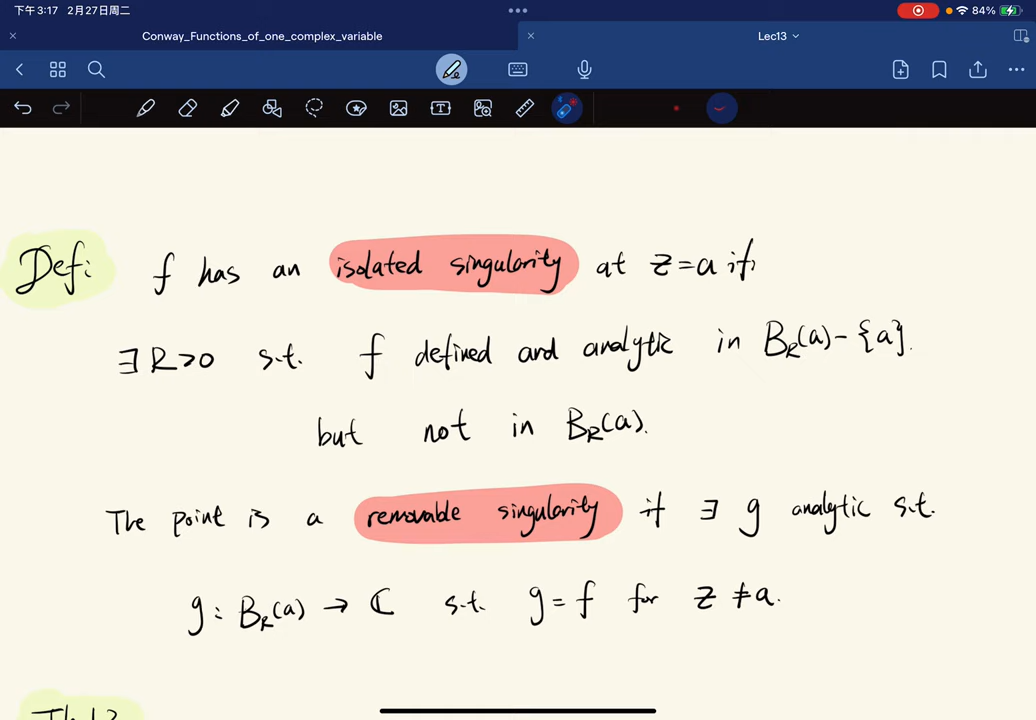 下午3:17 2月27日周二
84%
Conway_Functions_of_one_complex_variable
Lec13
Defi: f has an isolated singularity at z=a if
∃ R>0 s.t. f defined and analytic in B_R(a)-{a}.
but not in B_R(a).
The point is a removable singularity if ∃ g analytic s.t.
g: B_R(a) → ℂ s.t. g=f for z≠a.